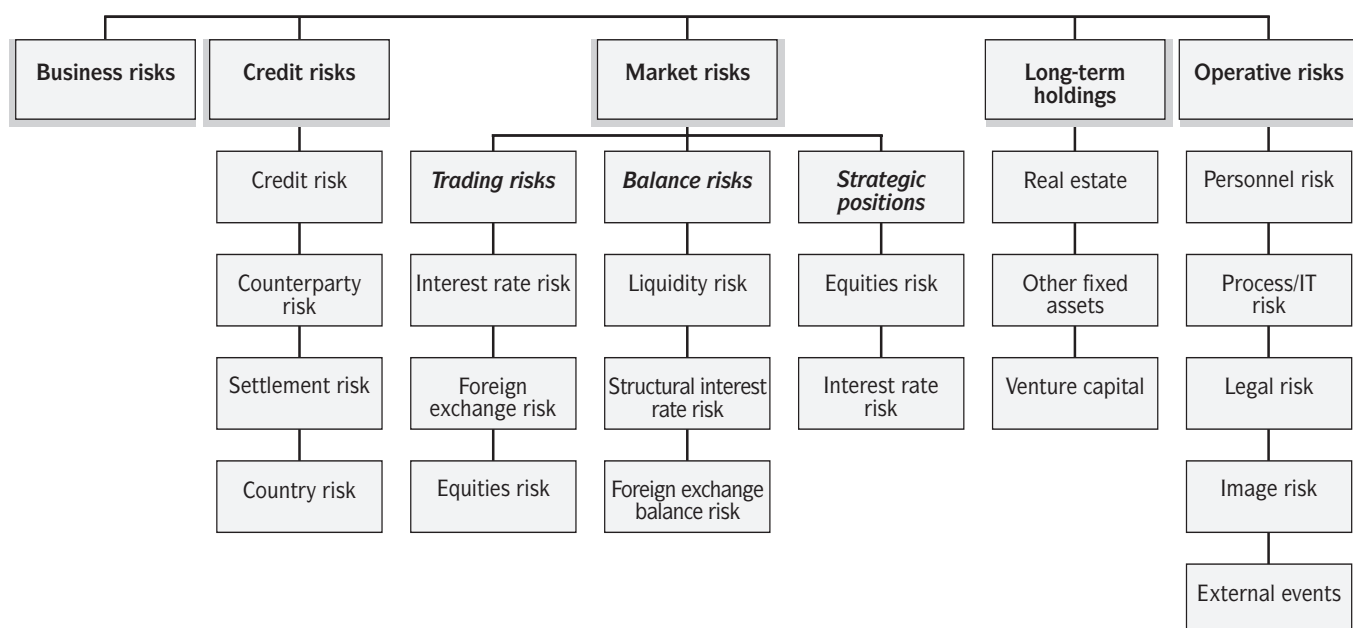 Business risks
Credit risks
Market risks
Long-term
holdings
Operative risks
Credit risk
Trading risks
Balance risks
Strategic
positions
Real estate
Personnel risk
Counterparty
risk
Interest rate risk
Liquidity risk
Equities risk
Other fixed
assets
Process/IT
risk
Settlement risk
Foreign
exchange risk
Structural interest
rate risk
Interest rate
risk
Venture capital
Legal risk
Country risk
Equities risk
Foreign exchange
balance risk
Image risk
External events